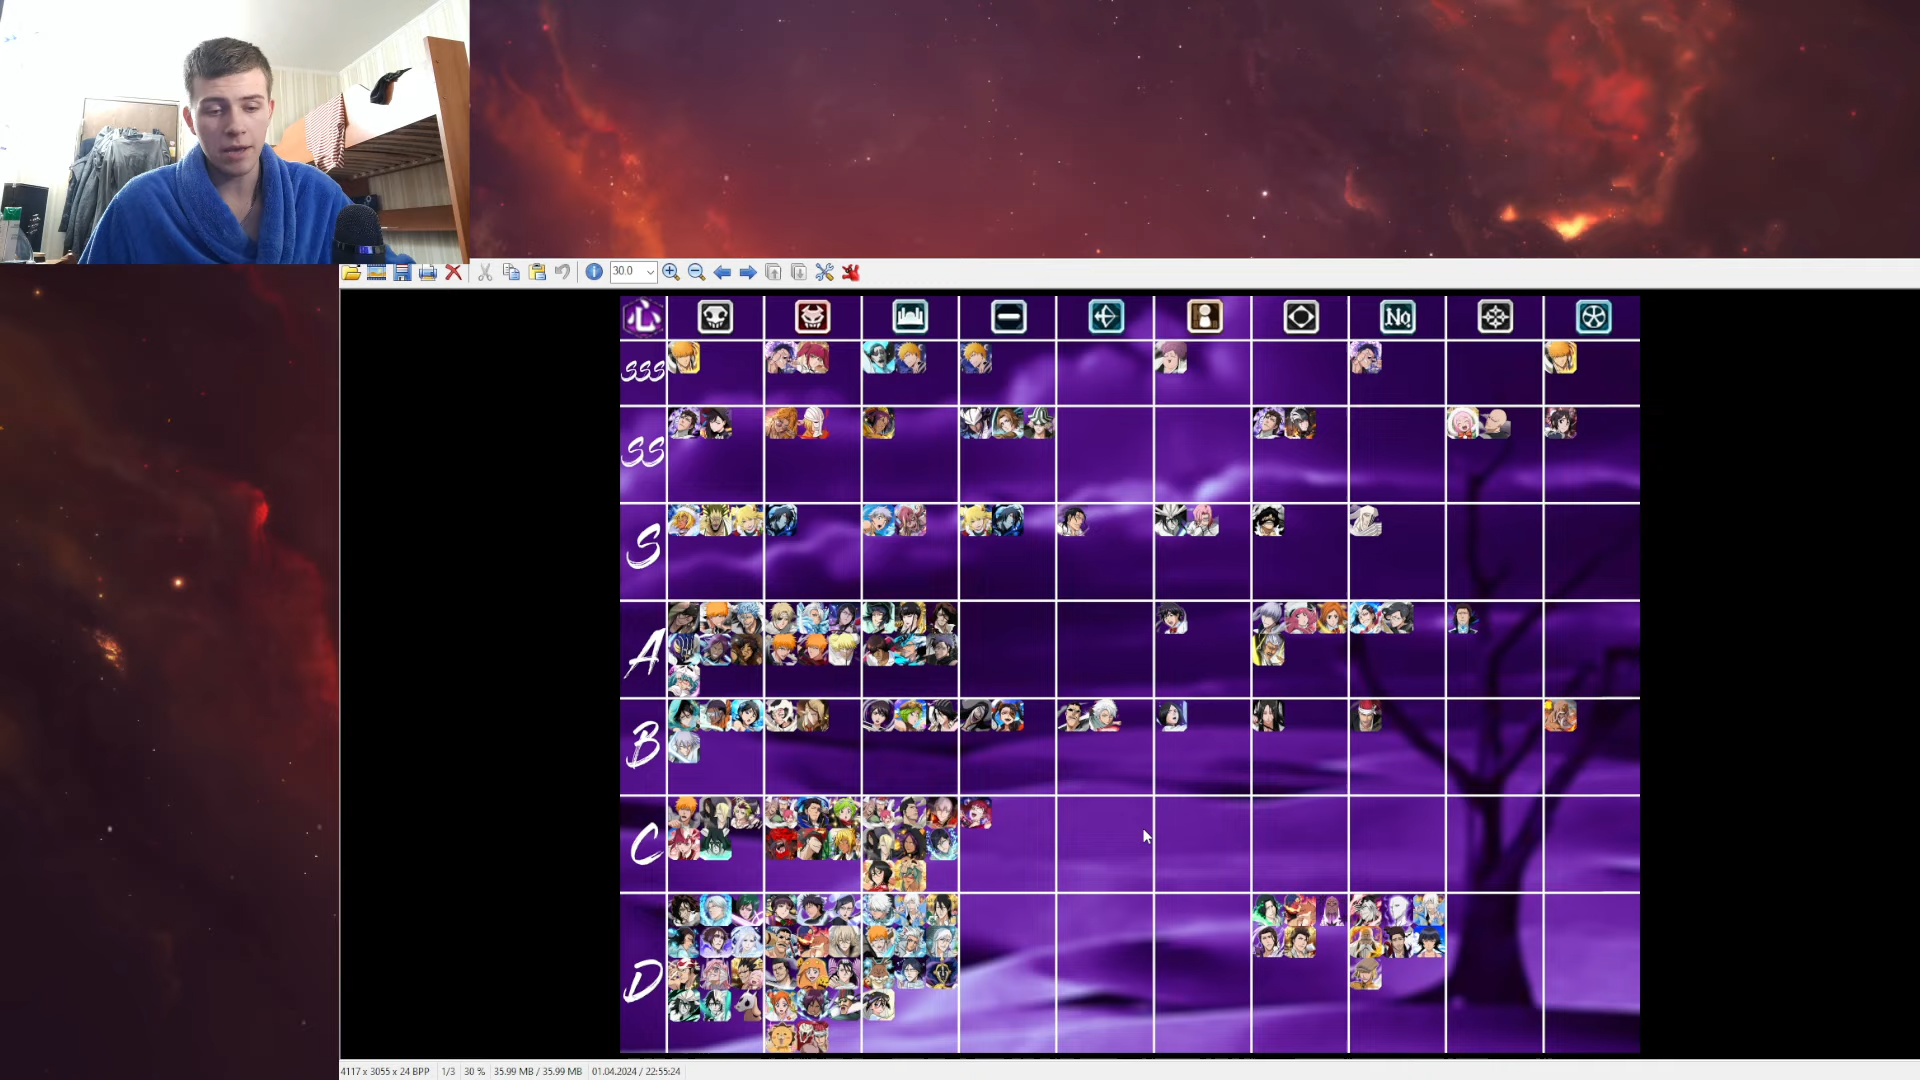 30.0
No.
SSS
SS
S
A
B
C
D
4117 x 3055 x 24 BPP 1/3 30 % 35.99 MB / 35.99 MB 01.04.2024 / 22:55:24